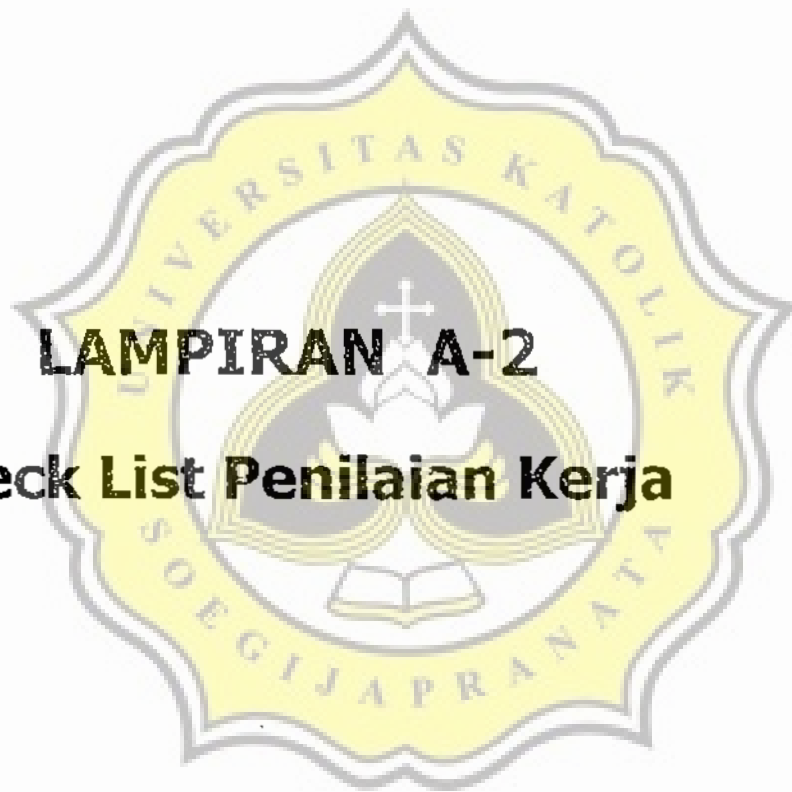 UNIVERSITAS KATOLIK
LAMPIRAN A-2
eck List Penilaian Kerja
SOEGIJAPRANATA